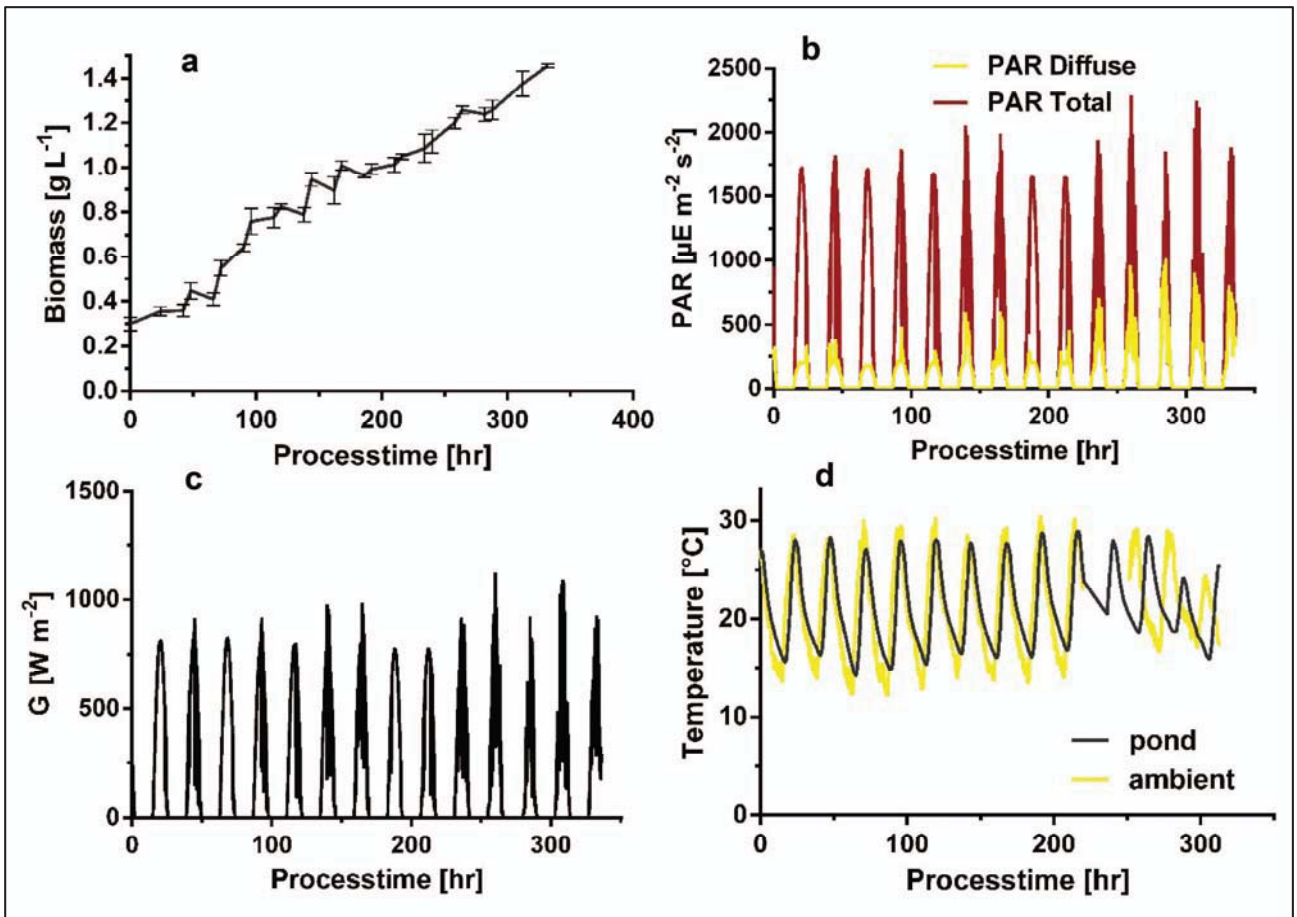 a
1.4
1.2
1.0
0.8
0.6
0.4
0.2
0.0
Biomass [g L-1]
0 100 200 300 400
Processtime [hr]
b
PAR Diffuse
PAR Total
2500
2000
1500
1000
500
0
PAR [µE m-2 s-2]
0 100 200 300
Processtime [hr]
c
1500
1000
500
0
G [W m-2]
0 100 200 300
Processtime [hr]
d
30
20
10
0
Temperature [°C]
pond
ambient
0 100 200 300
Processtime [hr]